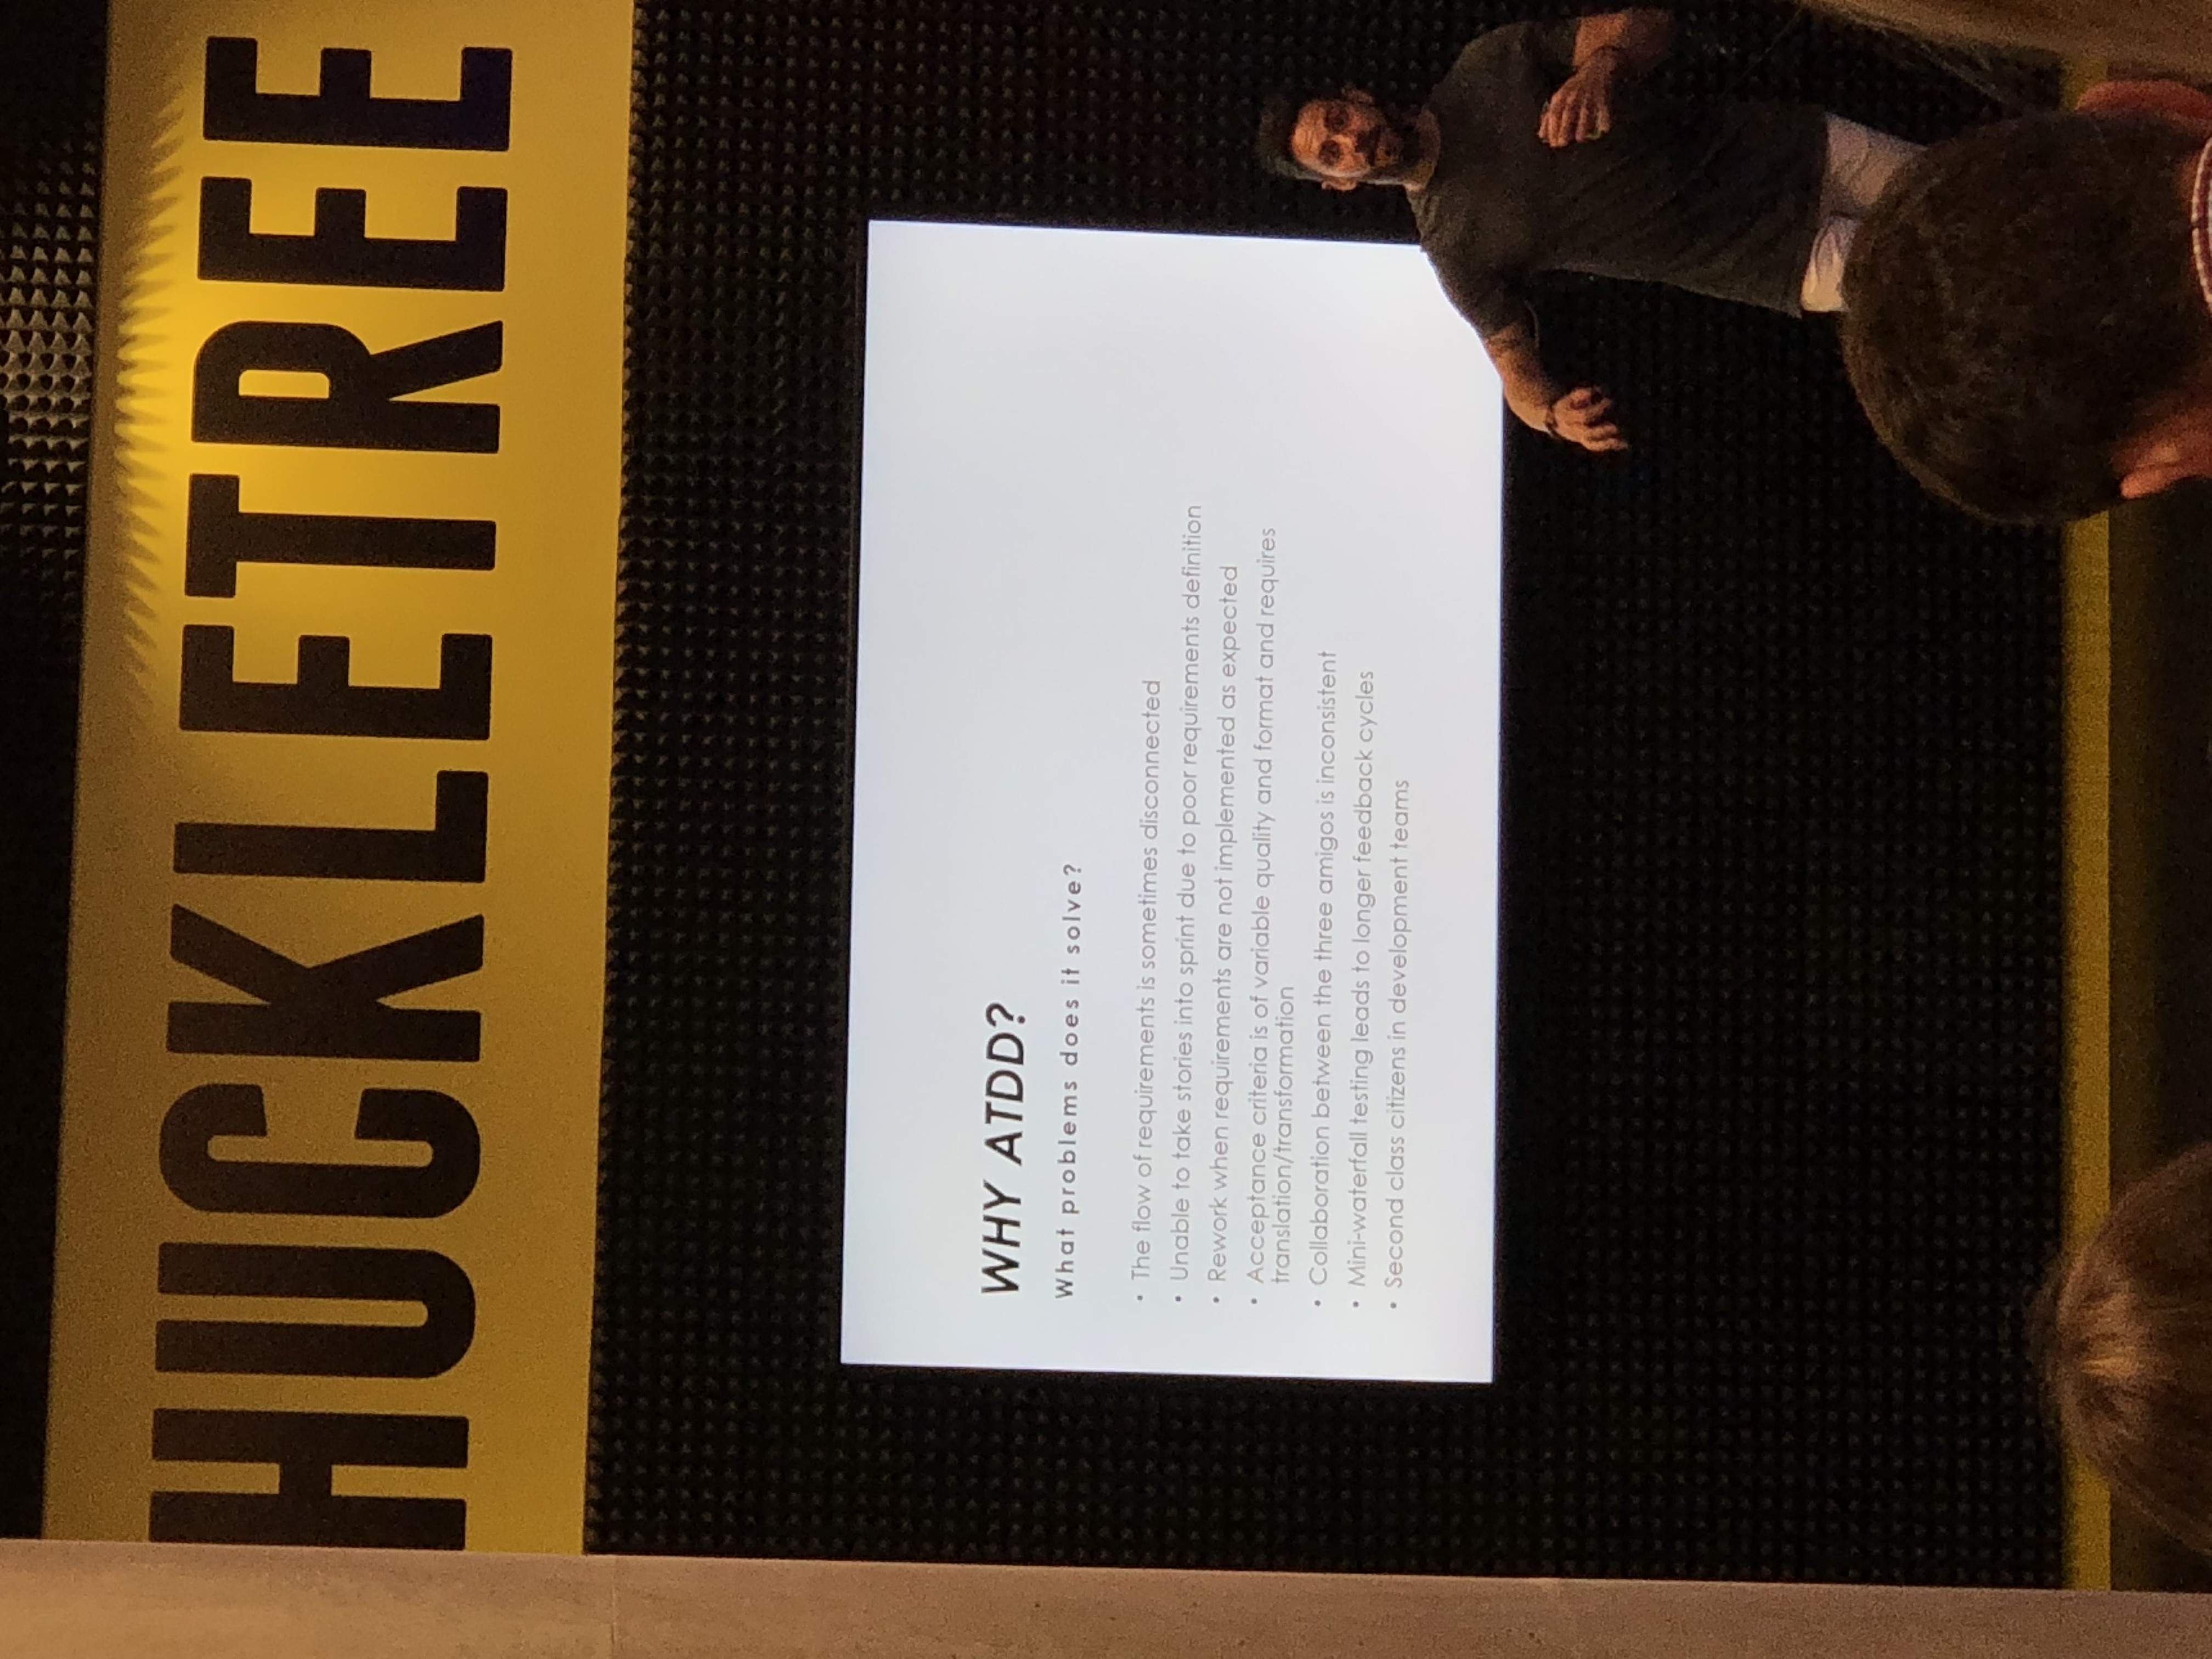 HUCKLETREE
WHY ATDD?
What problems does it solve?
• The flow of requirements is sometimes disconnected
• Unable to take stories into sprint due to poor requirements definition
• Rework when requirements are not implemented as expected
• Acceptance criteria is of variable quality and format and requires
translation/transformation
• Collaboration between the three amigos is inconsistent
• Mini-waterfall testing leads to longer feedback cycles
• Second class citizens in development teams